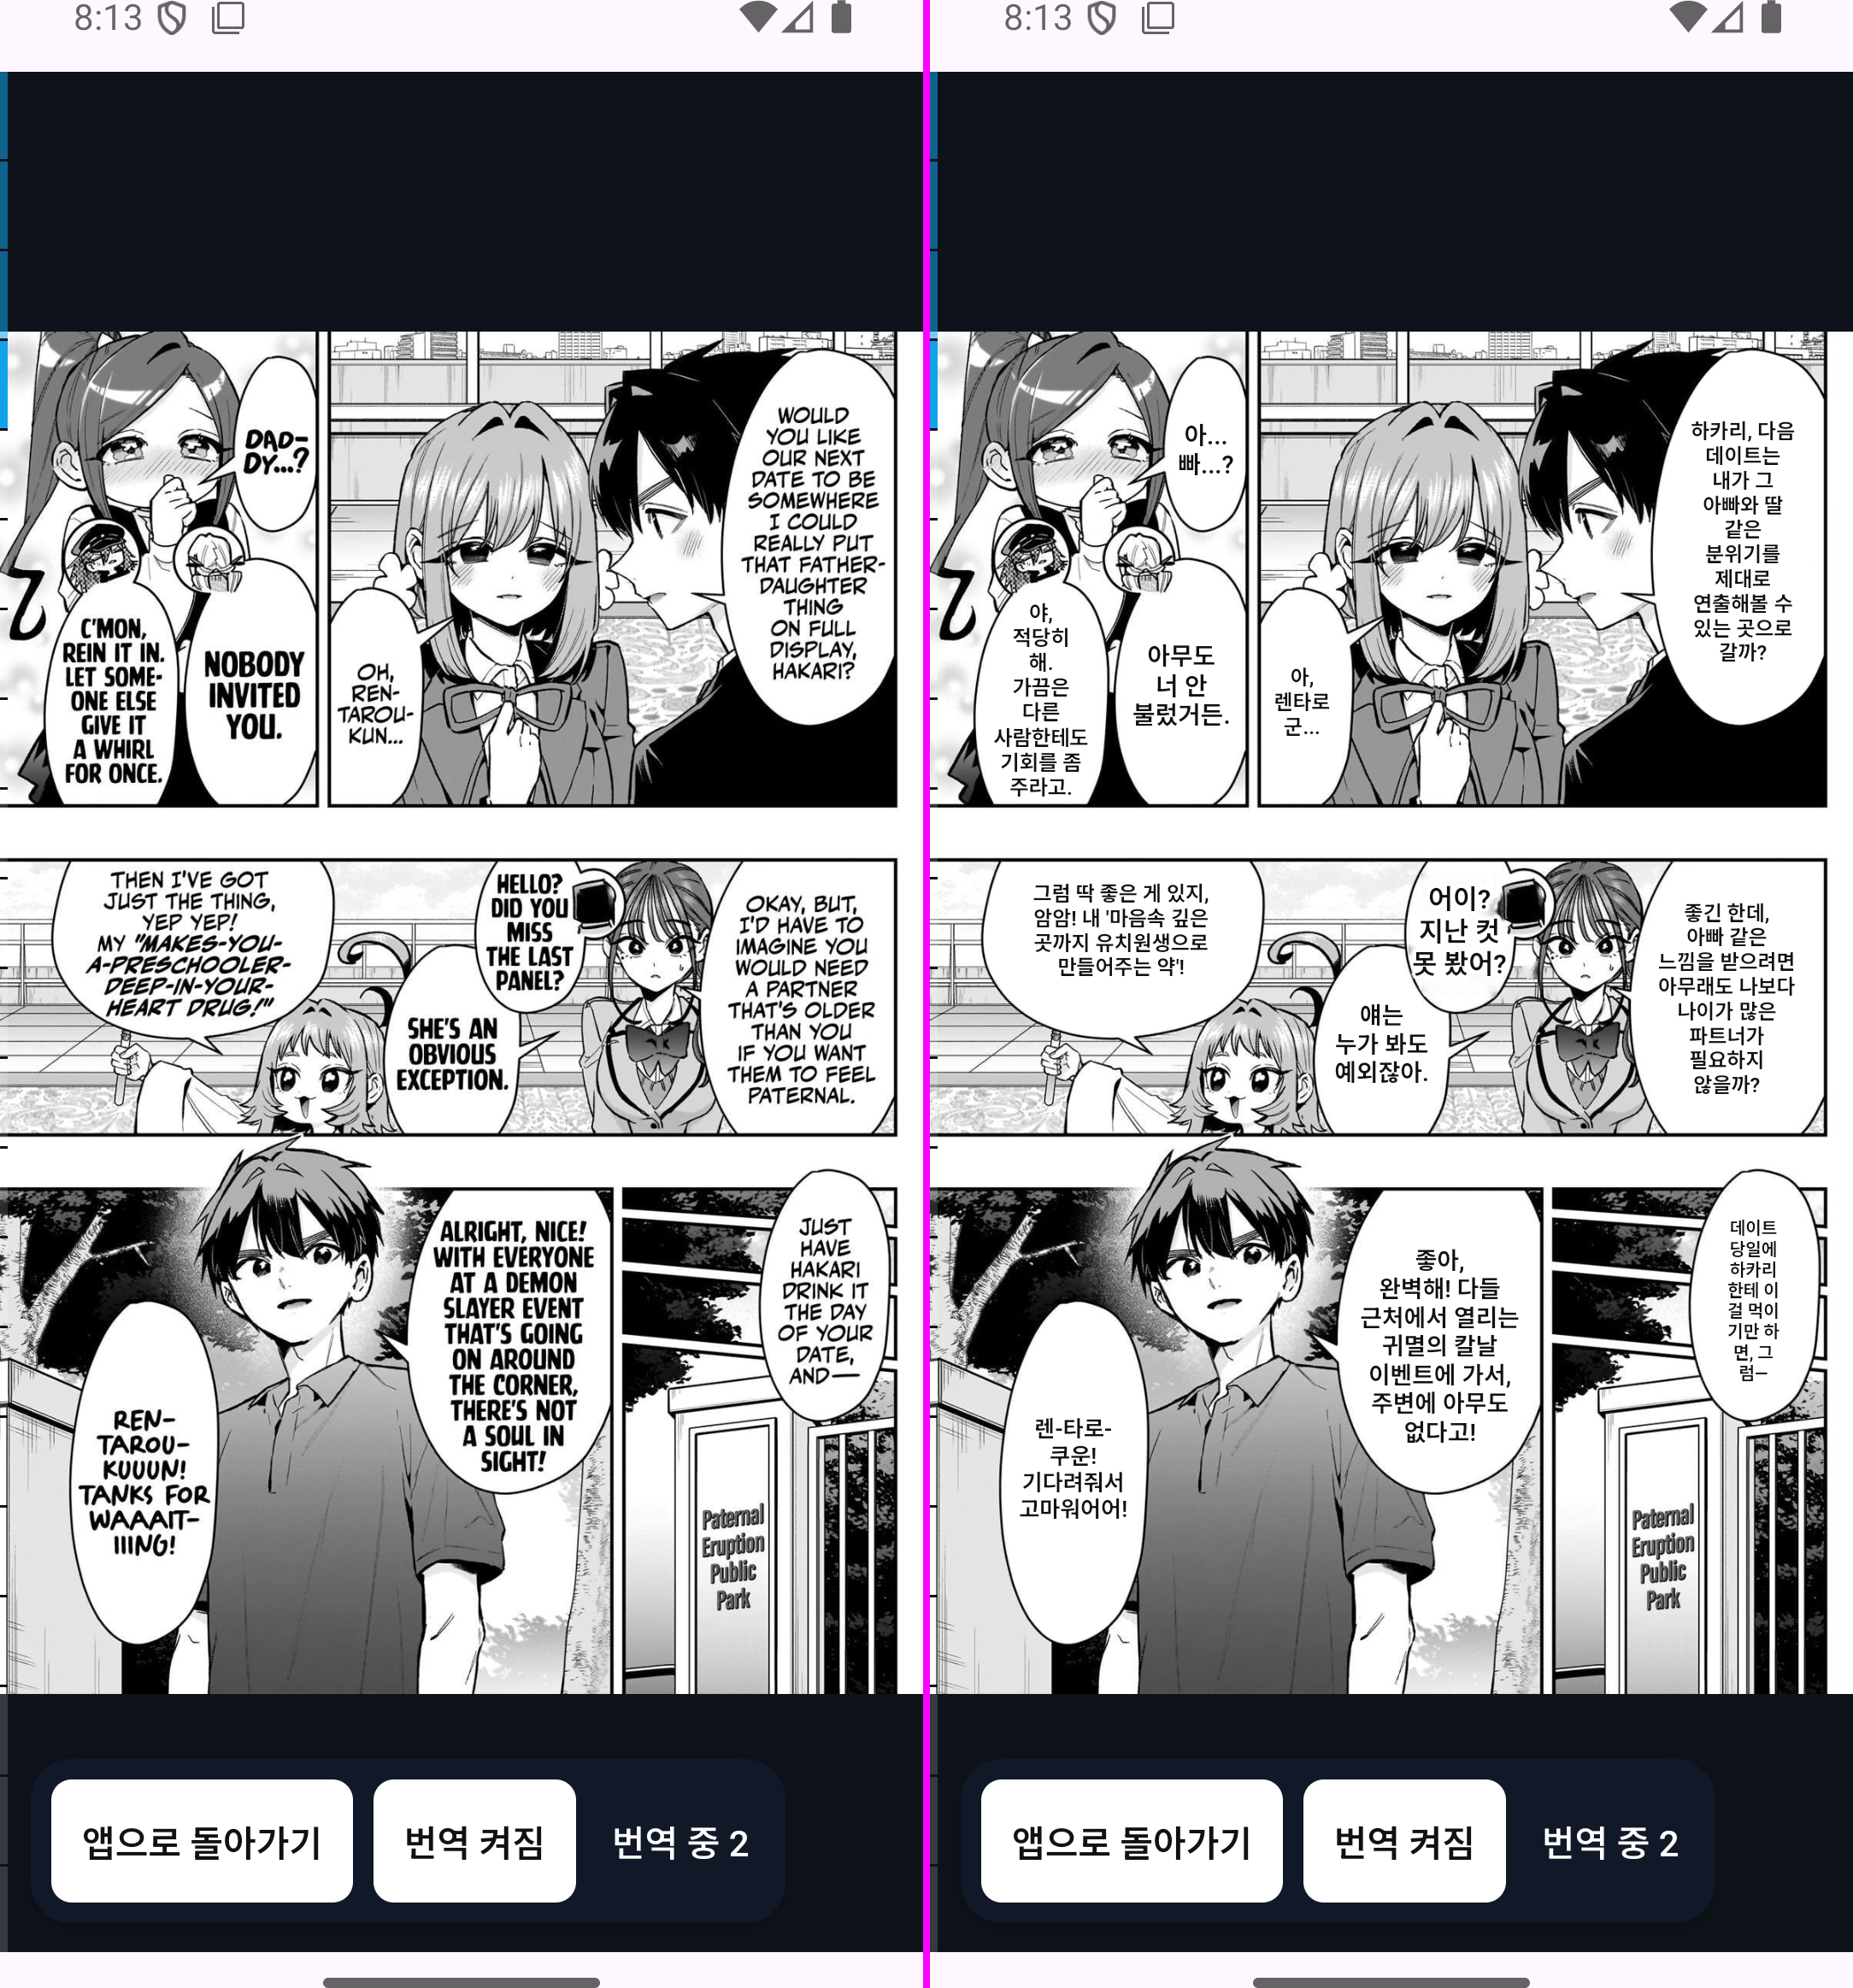 8:13
WOULD
YOU LIKE
OUR NEXT
DATE TO BE
SOMEWHERE
I COULD
REALLY PUT
THAT FATHER-
DAUGHTER
THING
ON FULL
DISPLAY,
HAKARI?
OH,
REN-
TAROU-
KUN...
DAD-
DY...?
NOBODY
INVITED
YOU.
C'MON,
REIN IT IN.
LET SOME-
ONE ELSE
GIVE IT
A WHIRL
FOR ONCE.
OKAY, BUT,
I'D HAVE TO
IMAGINE YOU
WOULD NEED
A PARTNER
THAT'S OLDER
THAN YOU
IF YOU WANT
THEM TO FEEL
PATERNAL.
HELLO?
DID YOU
MISS
THE LAST
PANEL?
SHE'S AN
OBVIOUS
EXCEPTION.
THEN I'VE GOT
JUST THE THING,
YEP YEP!
MY "MAKES-YOU-
A-PRESCHOOLER-
DEEP-IN-YOUR-
HEART DRUG!"
JUST
HAVE
HAKARI
DRINK IT
THE DAY
OF YOUR
DATE,
AND—
Paternal
Eruption
Public
Park
ALRIGHT, NICE!
WITH EVERYONE
AT A DEMON
SLAYER EVENT
THAT'S GOING
ON AROUND
THE CORNER,
THERE'S NOT
A SOUL IN
SIGHT!
REN-
TAROU-
KUUUN!
TANKS FOR
WAAAIT-
IIING!
앱으로 돌아가기
번역 켜짐
번역 중 2
8:13
하카리, 다음
데이트는
내가 그
아빠와 딸
같은
분위기를
제대로
연출해볼 수
있는 곳으로
갈까?
아,
렌타로
군...
아...
빠...?
아무도
너 안
불렀거든.
야,
적당히
해.
가끔은
다른
사람한테도
기회를 좀
주라고.
좋긴 한데,
아빠 같은
느낌을 받으려면
아무래도 나보다
나이가 많은
파트너가
필요하지
않을까?
어이?
지난 컷
못 봤어?
얘는
누가 봐도
예외잖아.
그럼 딱 좋은 게 있지,
암암! 내 '마음속 깊은
곳까지 유치원생으로
만들어주는 약'!
데이트
당일에
하카리
한테 이
걸 먹이
기만 하
면, 그
럼—
Paternal
Eruption
Public
Park
좋아,
완벽해! 다들
근처에서 열리는
귀멸의 칼날
이벤트에 가서,
주변에 아무도
없다고!
렌-타로-
쿠운!
기다려줘서
고마워어어!
앱으로 돌아가기
번역 켜짐
번역 중 2